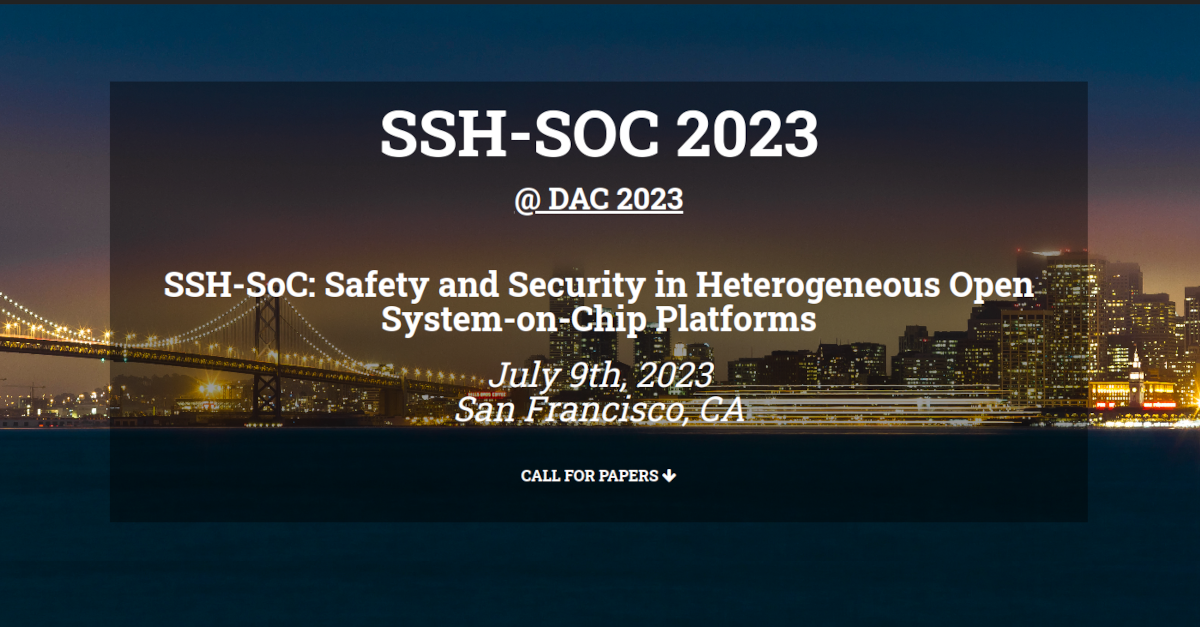 SSH-SOC 2023
@ DAC 2023
SSH-SoC: Safety and Security in Heterogeneous Open
System-on-Chip Platforms
July 9th, 2023
San Francisco, CA
CALL FOR PAPERS